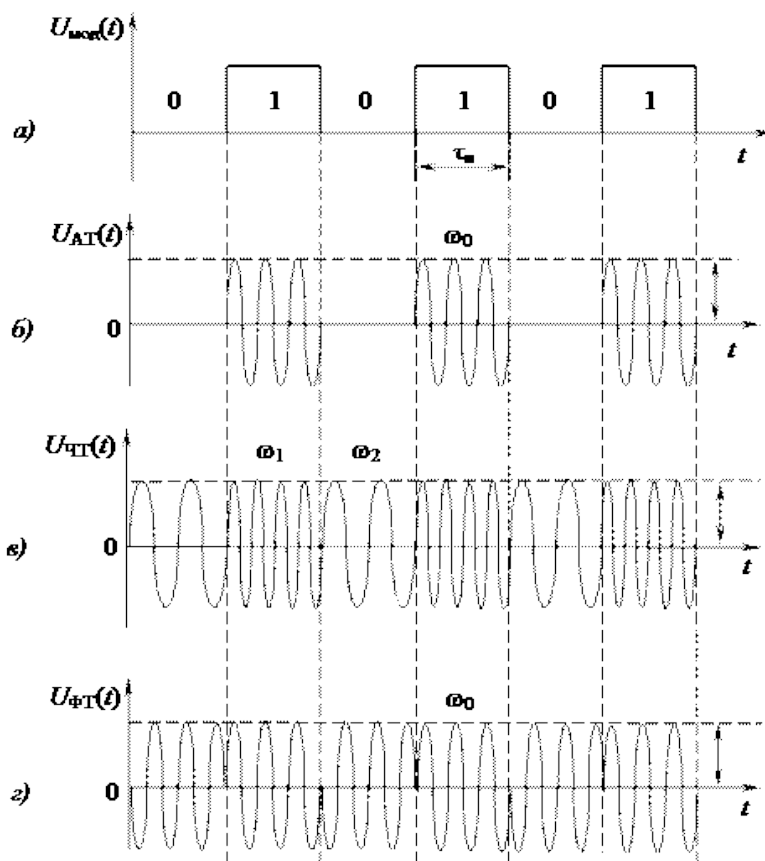 Uмод(t)
0 1 0 1 0 1
а)
τи
t
UАТ(t)
ω0
б)
0
t
UЧТ(t)
ω1 ω2
в)
0
t
UФТ(t)
ω0
г)
0
t